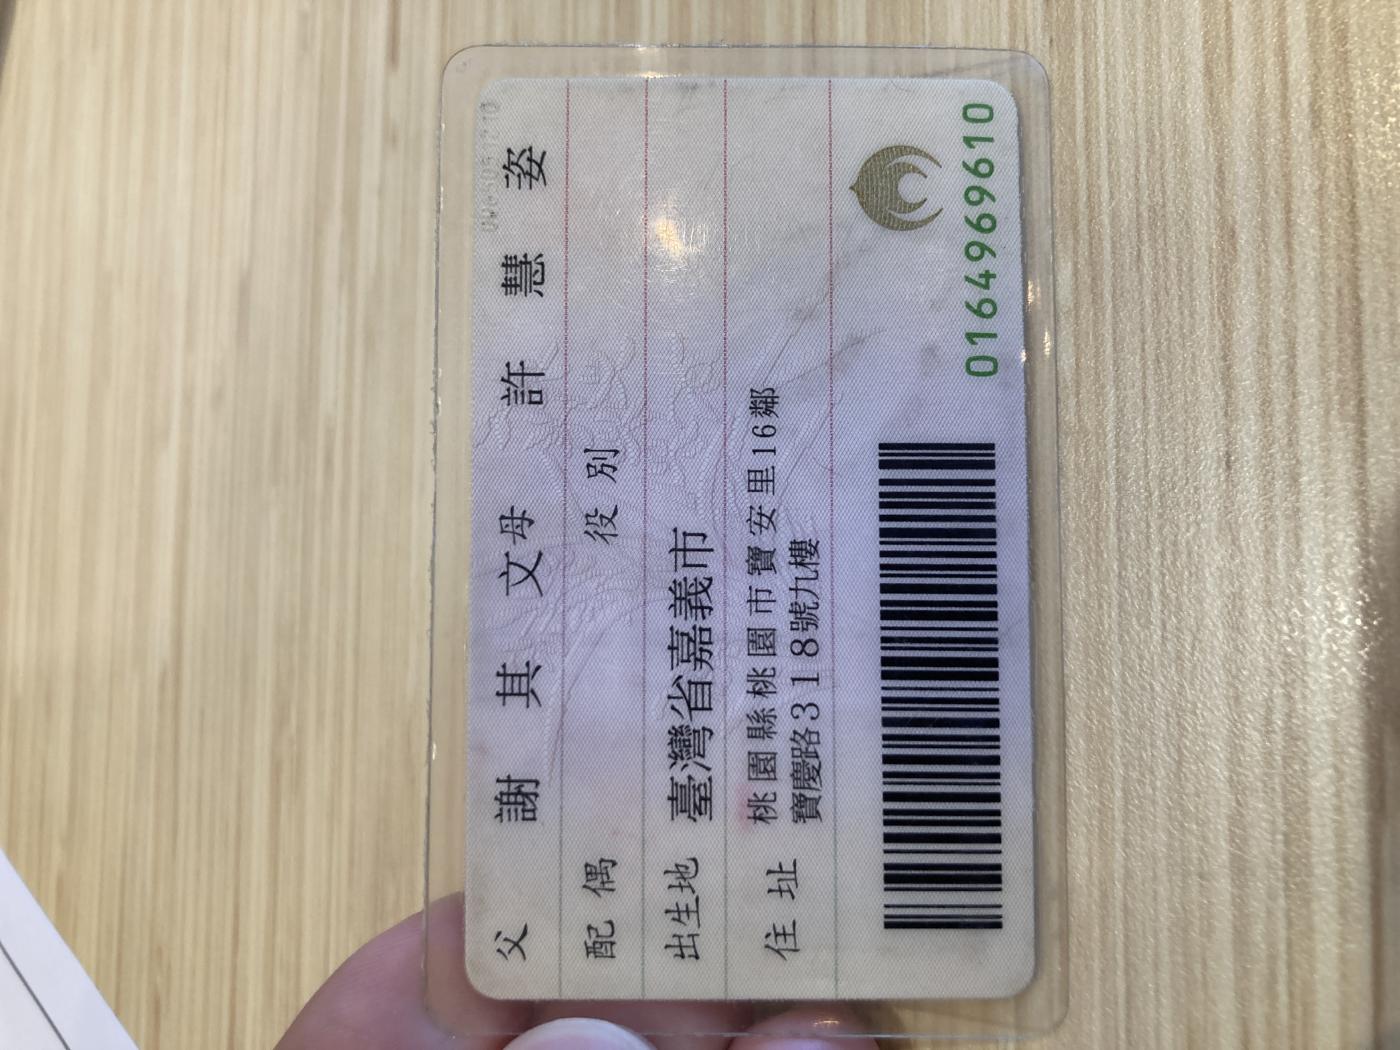 父 謝其文 母 許慧姿
配偶 役別
出生地 臺灣省嘉義市
住址 桃園縣桃園市寶安里16鄰
寶慶路318號九樓
0164969610